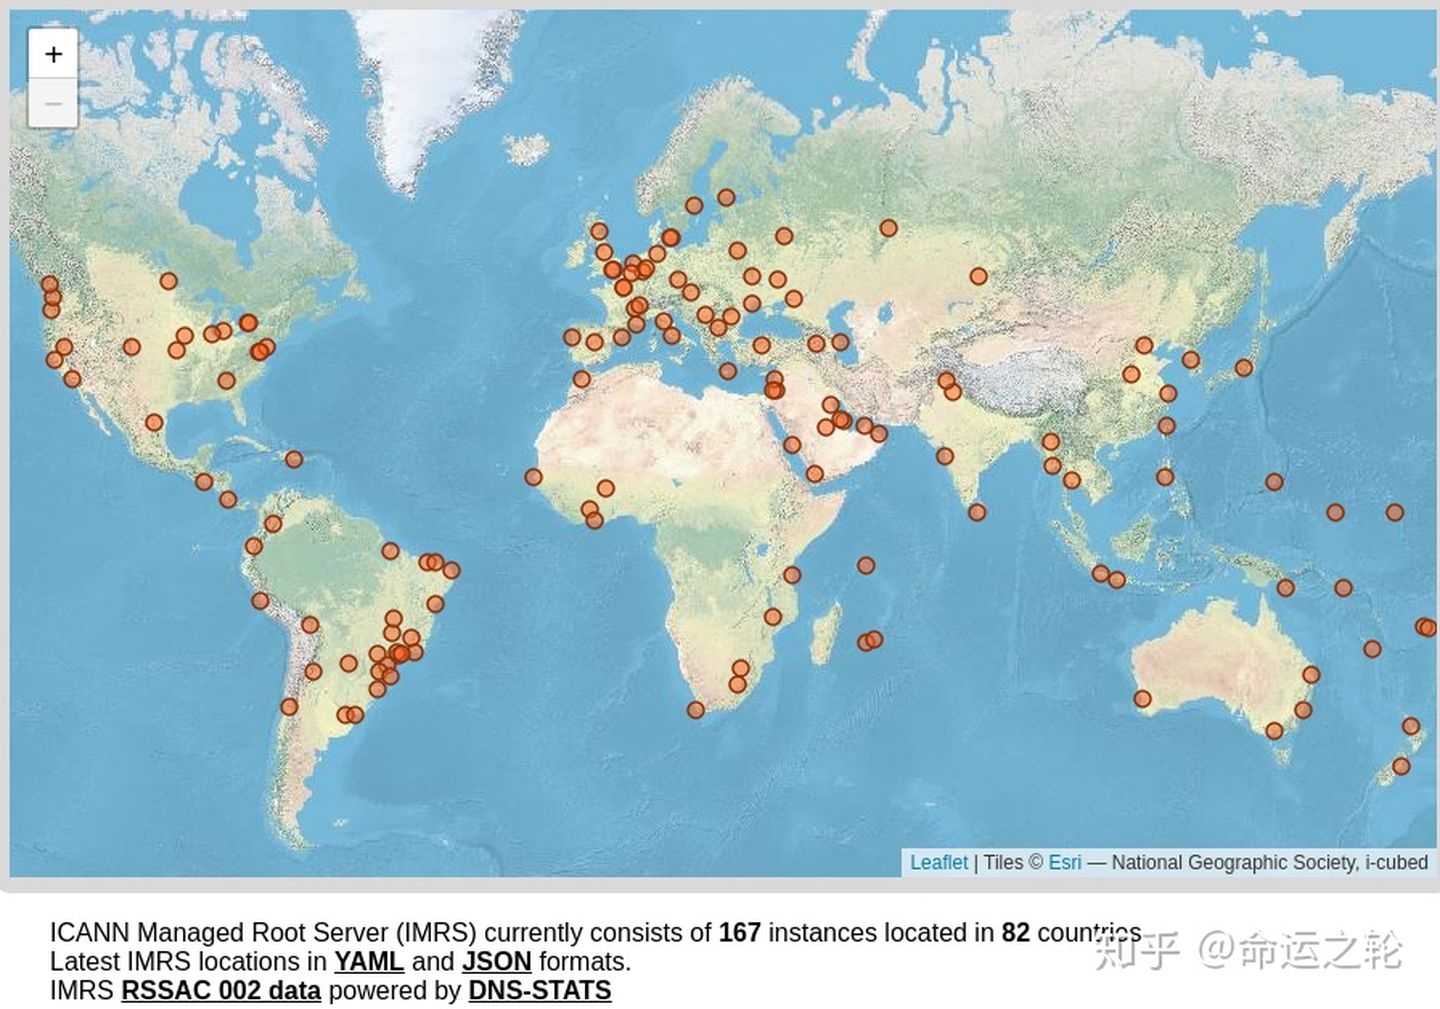 +
−
Leaflet | Tiles © Esri — National Geographic Society, i-cubed
ICANN Managed Root Server (IMRS) currently consists of 167 instances located in 82 countries
Latest IMRS locations in YAML and JSON formats.
IMRS RSSAC 002 data powered by DNS-STATS
知乎 @命运之轮